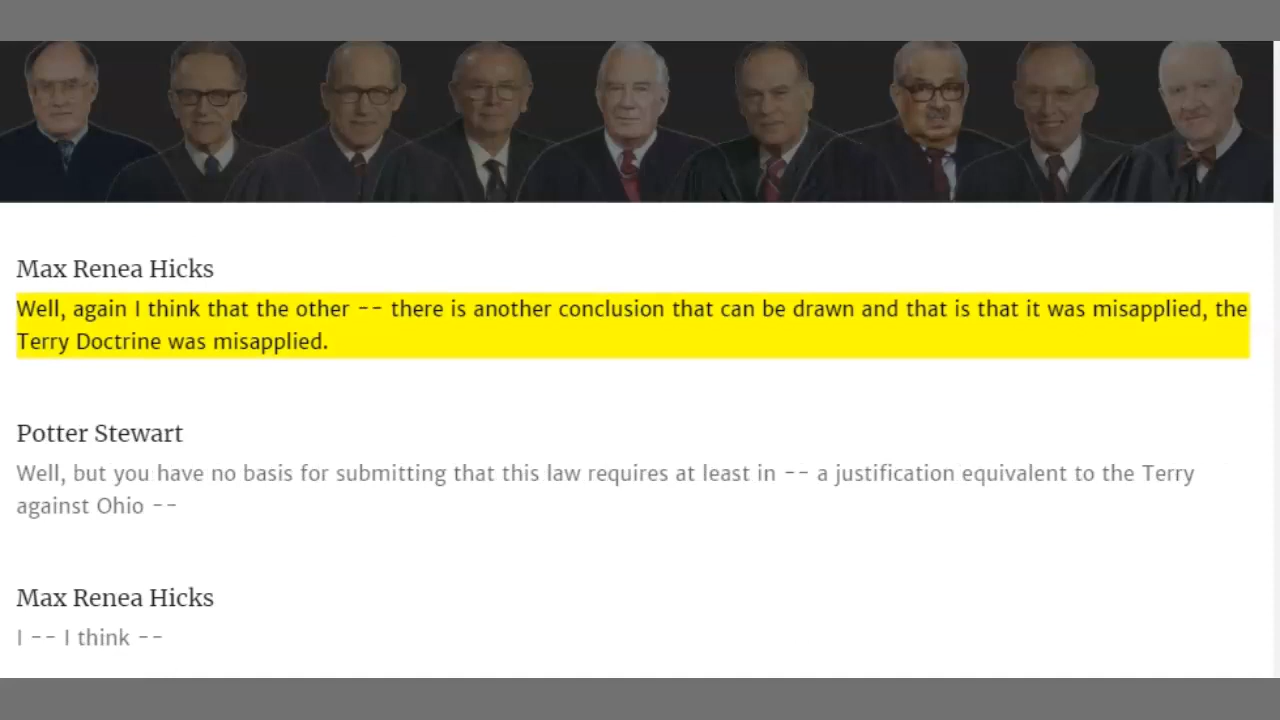 Max Renea Hicks
Well, again I think that the other -- there is another conclusion that can be drawn and that is that it was misapplied, the
Terry Doctrine was misapplied.
Potter Stewart
Well, but you have no basis for submitting that this law requires at least in -- a justification equivalent to the Terry
against Ohio --
Max Renea Hicks
I -- I think --